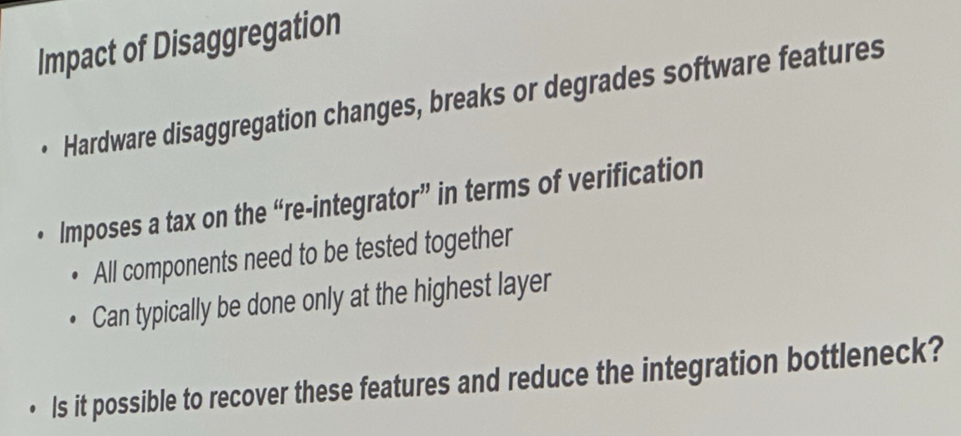 Impact of Disaggregation
• Hardware disaggregation changes, breaks or degrades software features
• Imposes a tax on the “re-integrator” in terms of verification
• All components need to be tested together
• Can typically be done only at the highest layer
• Is it possible to recover these features and reduce the integration bottleneck?